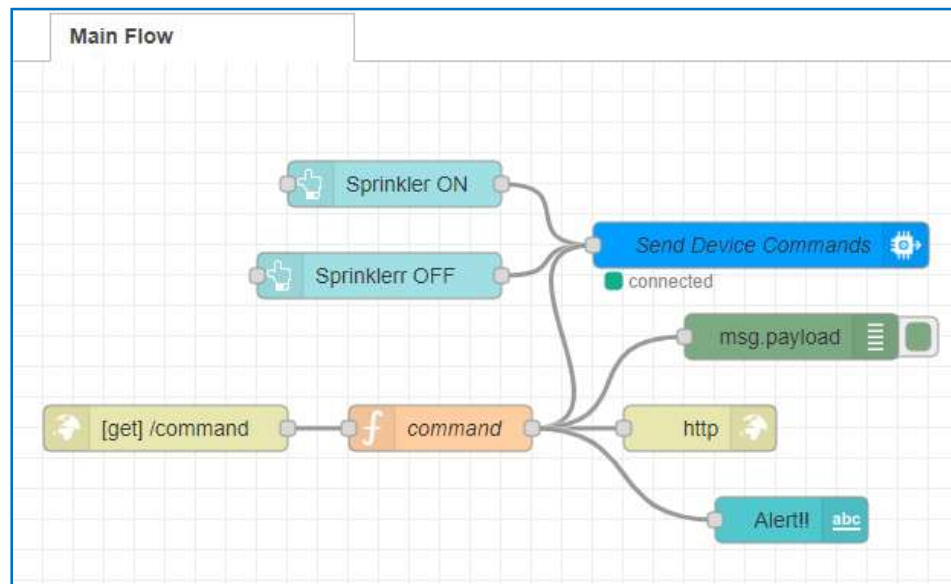 Main Flow
Sprinkler ON
Send Device Commands
Sprinklerr OFF
connected
msg.payload
[get] /command
f
command
http
Alert!!
abc